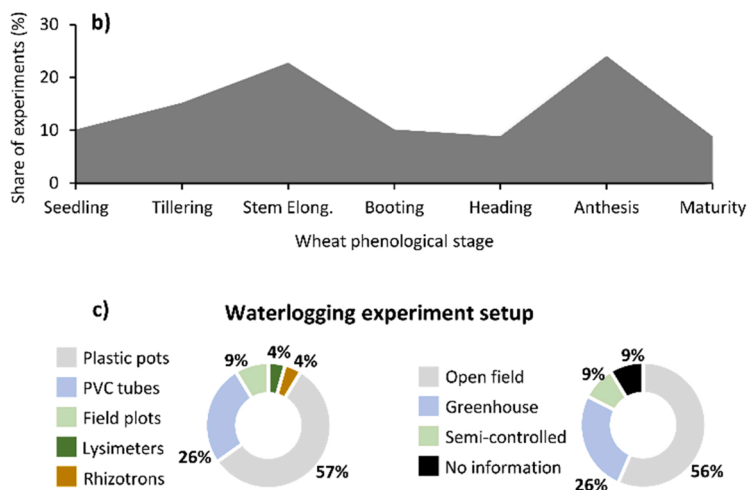 b)
Share of experiments (%)
30
20
10
0
Seedling Tillering Stem Elong. Booting Heading Anthesis Maturity
Wheat phenological stage
c) Waterlogging experiment setup
Plastic pots
PVC tubes
Field plots
Lysimeters
Rhizotrons
9% 4% 4%
26% 57%
Open field
Greenhouse
Semi-controlled
No information
9%
9%
26% 56%